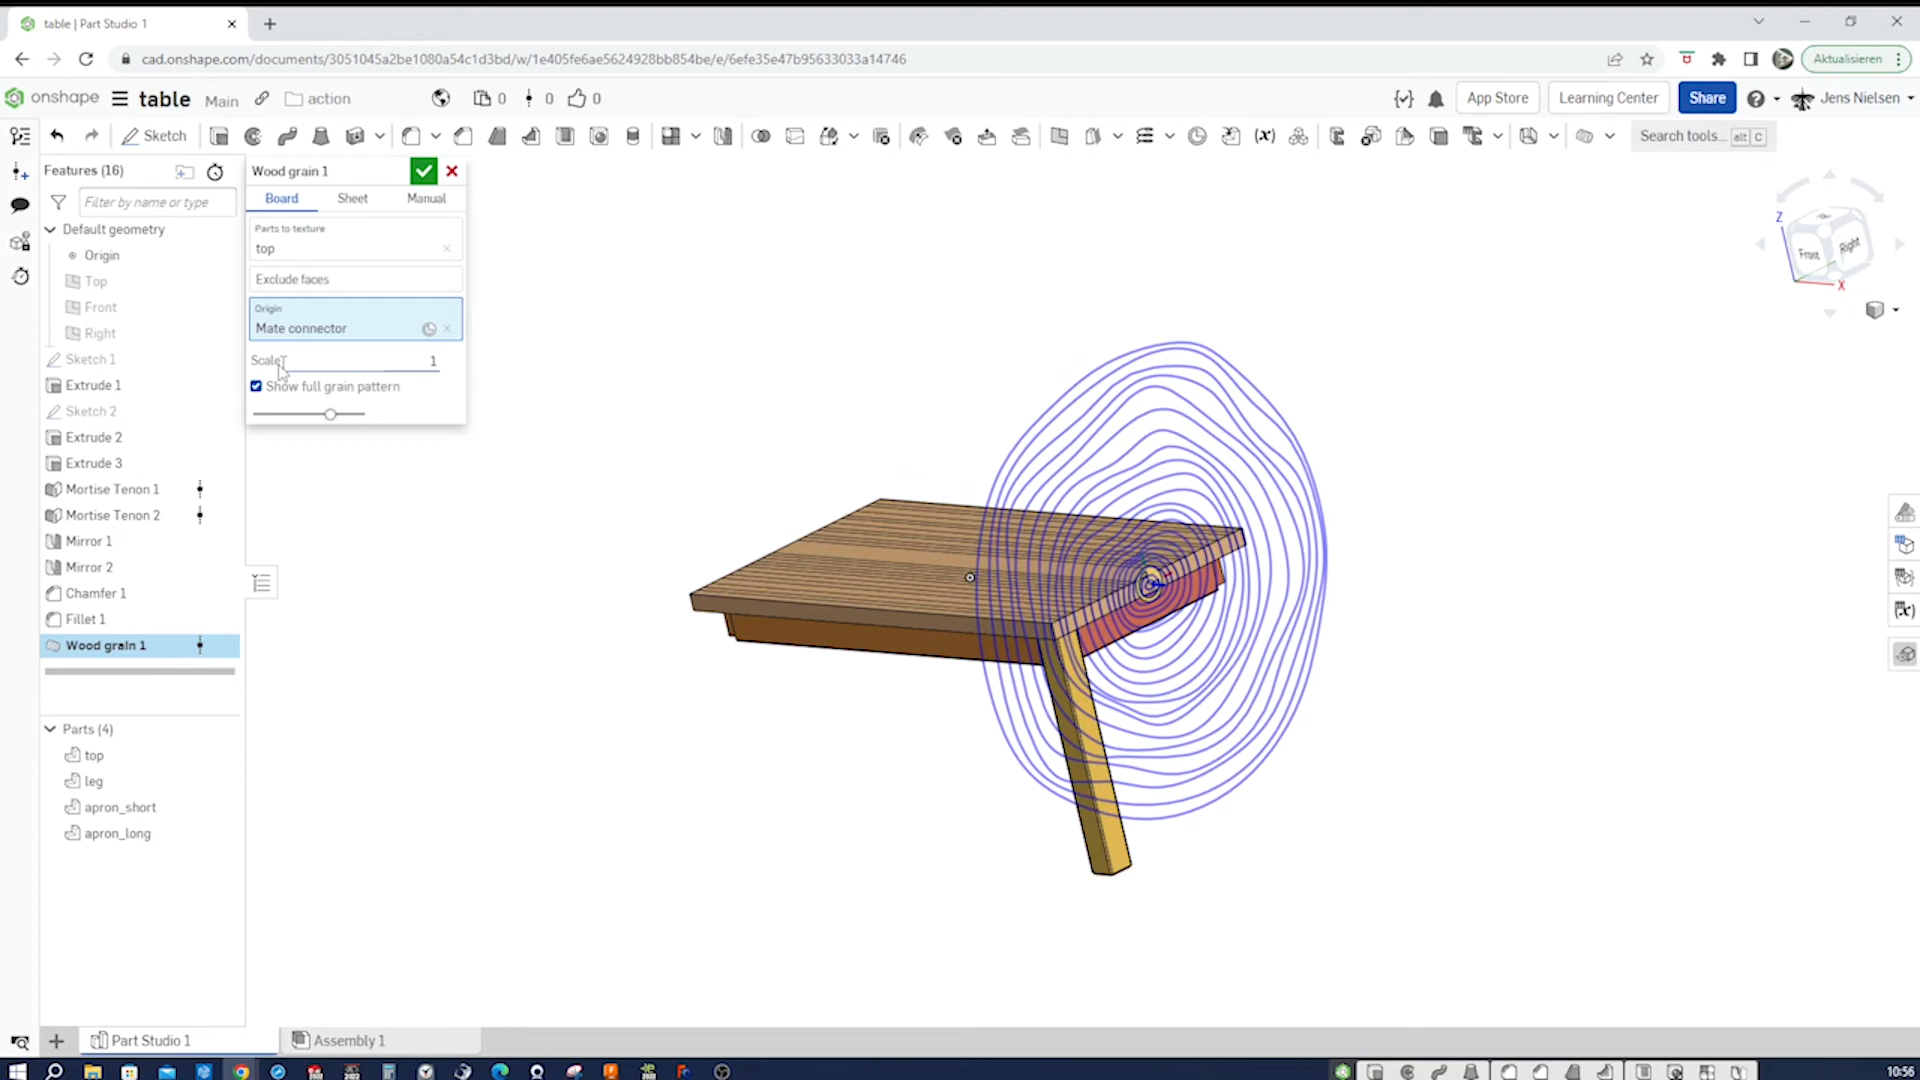 table | Part Studio 1
cad.onshape.com/documents/3051045a2be1080a54c1d3bd/w/1e405fe6ae5624928bb854be/e/6efe35e47b95633033a14746
Aktualisieren
onshape
table Main
action
0
0
0
App Store
Learning Center
Share
Jens Nielsen
Sketch
(x)
Search tools... alt C
Features (16)
Filter by name or type
Default geometry
Origin
Top
Front
Right
Sketch 1
Extrude 1
Sketch 2
Extrude 2
Extrude 3
Mortise Tenon 1
Mortise Tenon 2
Mirror 1
Mirror 2
Chamfer 1
Fillet 1
Wood grain 1
Parts (4)
top
leg
apron_short
apron_long
Wood grain 1
Board Sheet Manual
Parts to texture
top
Exclude faces
Origin
Mate connector
Scale 1
Show full grain pattern
Z
Front Right
X
(x)
Part Studio 1
Assembly 1
10:56